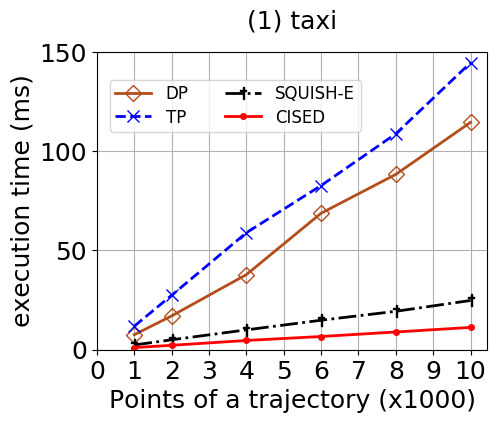 (1) taxi
execution time (ms)
150
100
50
0
DP
TP
SQUISH-E
CISED
0 1 2 3 4 5 6 7 8 9 10
Points of a trajectory (x1000)